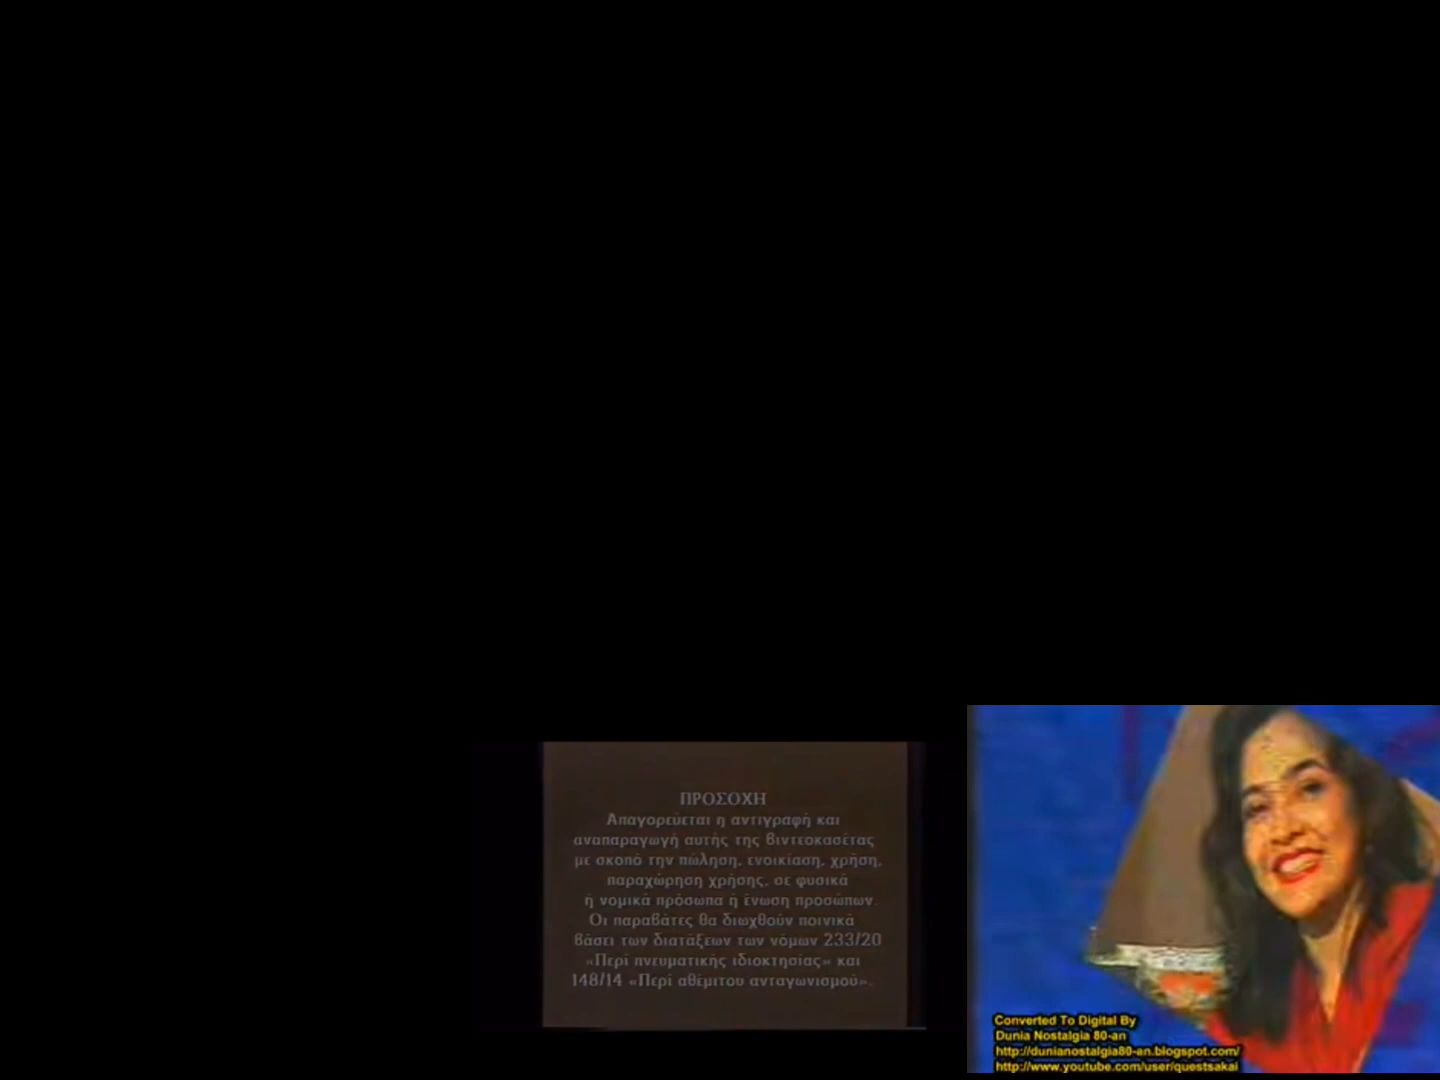 ΠΡΟΣΟΧΗ
Απαγορεύεται η αντιγραφή και
αναπαραγωγή αυτής της βιντεοκασέτας
με σκοπό την πώληση, ενοικίαση, χρήση,
παραχώρηση χρήσης, σε φυσικά
ή νομικά πρόσωπα ή ένωση προσώπων.
Οι παραβάτες θα διωχθούν ποινικά
βάσει των διατάξεων των νόμων 233/20
«Περί πνευματικής ιδιοκτησίας» και
148/14 «Περί αθέμιτου ανταγωνισμού».
Converted To Digital By
Dunia Nostalgia 80-an
http://dunianostalgia80-an.blogspot.com/
http://www.youtube.com/user/questsakai